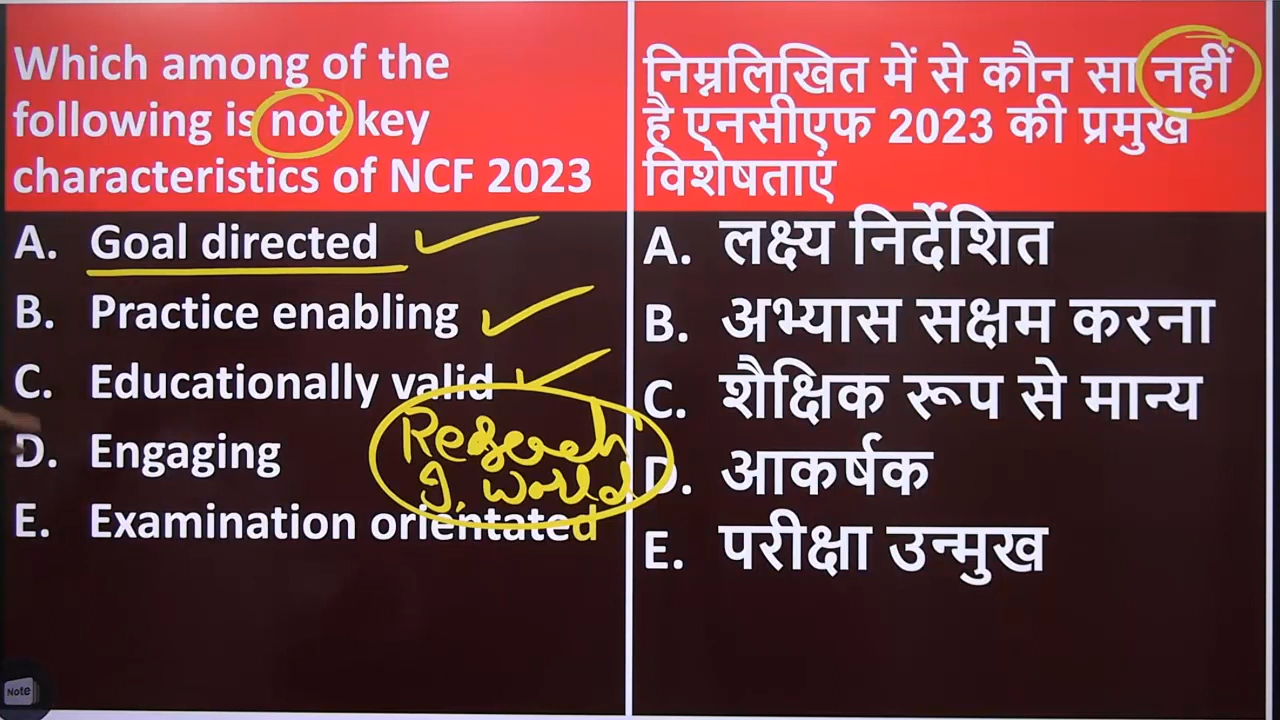 Which among of the
following is not key
characteristics of NCF 2023
A. Goal directed
B. Practice enabling
C. Educationally valid
D. Engaging
E. Examination orientated
निम्नलिखित में से कौन सा नहीं
है एनसीएफ 2023 की प्रमुख
विशेषताएं
A. लक्ष्य निर्देशित
B. अभ्यास सक्षम करना
C. शैक्षिक रूप से मान्य
D. आकर्षक
E. परीक्षा उन्मुख
world
Note